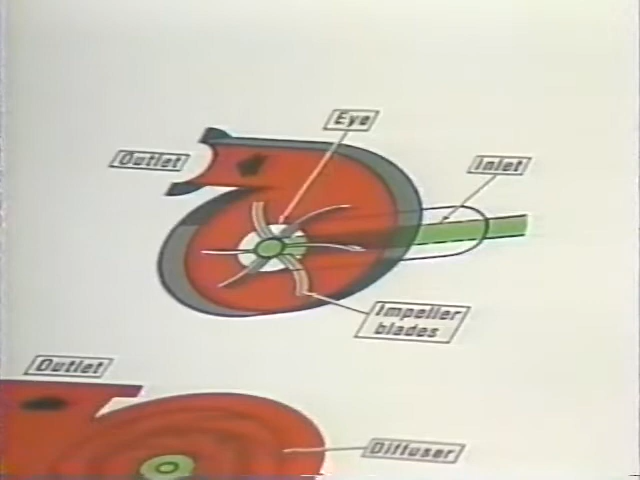 Eye
Outlet
Inlet
Impeller
blades
Outlet
Diffuser